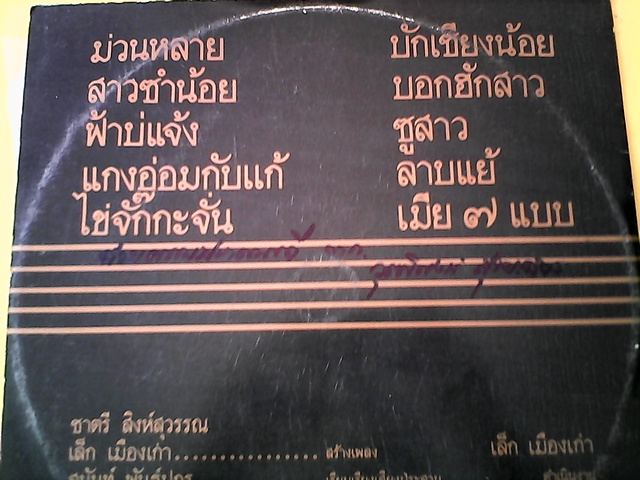 ม่วนหลาย
สาวซำน้อย
ฟ้าบ่แจ้ง
แกงอู่อมกับแก้
ไข่จั๊กกะจั่น
บักเซียงน้อย
บอกฮักสาว
ซูสาว
ลาบแย้
เมีย ๗ แบบ
ชาตรี สิงห์สุวรรณ
เล็ก เมืองเก่า................ สร้างเพลง เล็ก เมืองเก่า